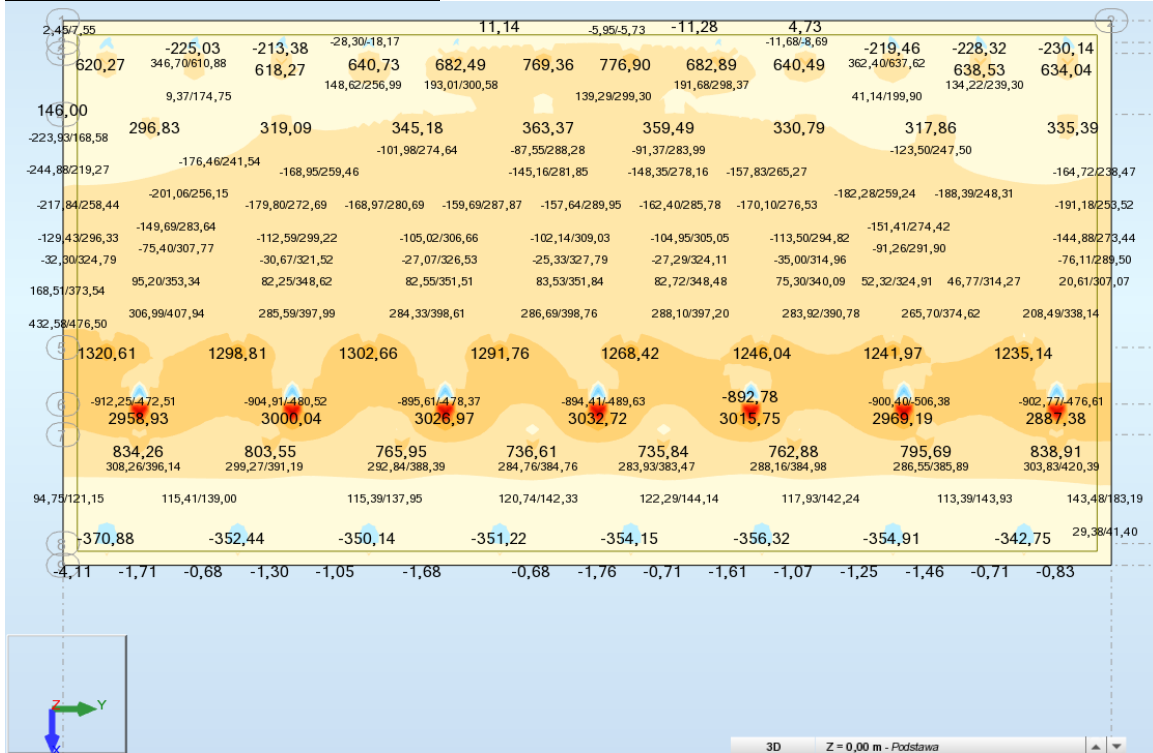 1 2
2,45/7,55 11,14 -5,95/-5,73 -11,28 4,73
-225,03 -213,38 -28,30/-18,17 -11,68/-8,69 -219,46 -228,32 -230,14
620,27 346,70/610,88 618,27 640,73 682,49 769,36 776,90 682,89 640,49 362,40/637,62 638,53 634,04
148,62/256,99 193,01/300,58 191,68/298,37 134,22/239,30
9,37/174,75 139,29/299,30 41,14/199,90
146,00
296,83 319,09 345,18 363,37 359,49 330,79 317,86 335,39
-223,93/168,58
-101,98/274,64 -87,55/288,28 -91,37/283,99 -123,50/247,50
-176,46/241,54
-244,88/219,27 -168,95/259,46 -145,16/281,85 -148,35/278,16 -157,83/265,27 -164,72/238,47
-201,06/256,15 -182,28/259,24 -188,39/248,31
-217,84/258,44 -179,80/272,69 -168,97/280,69 -159,69/287,87 -157,64/289,95 -162,40/285,78 -170,10/276,53 -191,18/253,52
-149,69/283,64 -151,41/274,42
-129,43/296,33 -112,59/299,22 -105,02/306,66 -102,14/309,03 -104,95/305,05 -113,50/294,82 -144,88/273,44
-75,40/307,77 -91,26/291,90
-32,30/324,79 -30,67/321,52 -27,07/326,53 -25,33/327,79 -27,29/324,11 -35,00/314,96 -76,11/289,50
95,20/353,34 82,25/348,62 82,55/351,51 83,53/351,84 82,72/348,48 75,30/340,09 52,32/324,91 46,77/314,27 20,61/307,07
168,51/373,54
306,99/407,94 285,59/397,99 284,33/398,61 286,69/398,76 288,10/397,20 283,92/390,78 265,70/374,62 208,49/338,14
432,58/476,50
5 1320,61 1298,81 1302,66 1291,76 1268,42 1246,04 1241,97 1235,14
6 -912,25/-472,51 -904,91/-480,52 -895,61/-478,37 -894,41/-489,63 -892,78 -900,40/-506,38 -902,77/-476,61
2958,93 3000,04 3026,97 3032,72 3015,75 2969,19 2887,38
7
834,26 803,55 765,95 736,61 735,84 762,88 795,69 838,91
308,26/396,14 299,27/391,19 292,84/388,39 284,76/384,76 283,93/383,47 288,16/384,98 286,55/385,89 303,83/420,39
94,75/121,15 115,41/139,00 115,39/137,95 120,74/142,33 122,29/144,14 117,93/142,24 113,39/143,93 143,48/183,19
29,38/41,40
8 -370,88 -352,44 -350,14 -351,22 -354,15 -356,32 -354,91 -342,75
-4,11 -1,71 -0,68 -1,30 -1,05 -1,68 -0,68 -1,76 -0,71 -1,61 -1,07 -1,25 -1,46 -0,71 -0,83
Z Y
X
3D Z = 0,00 m - Podstawa